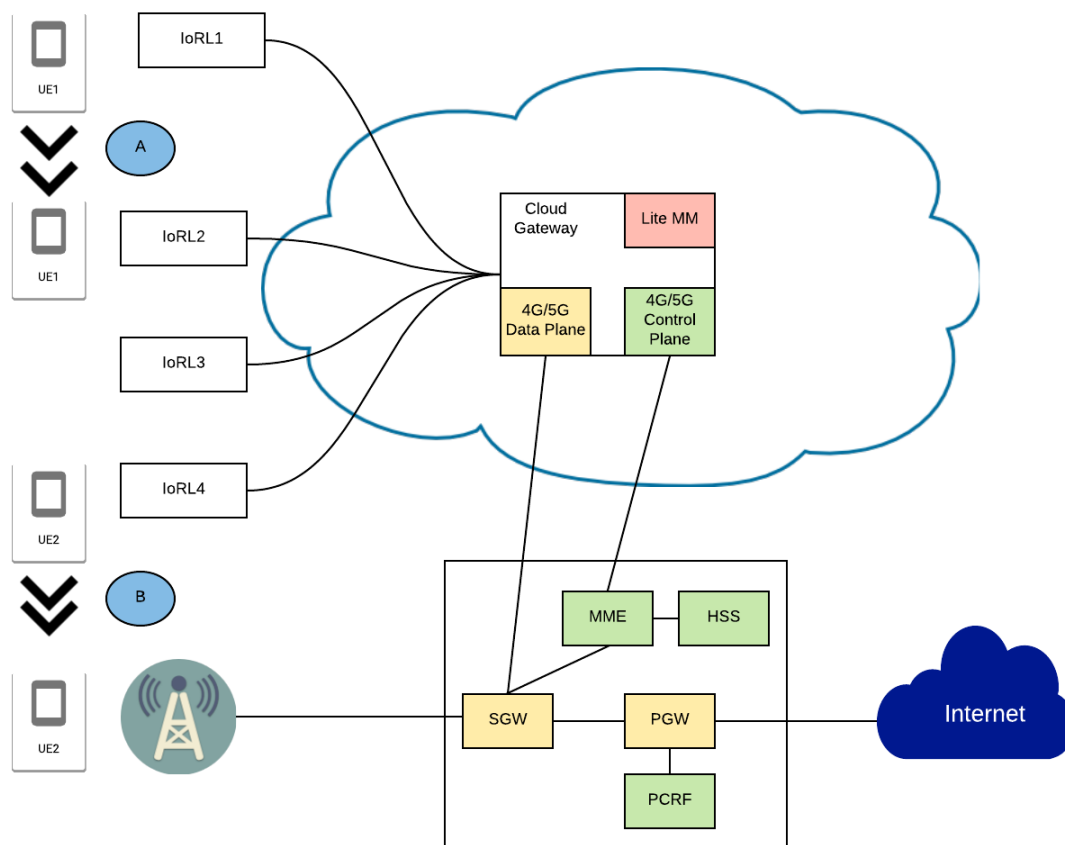 UE1
IoRL1
A
UE1
IoRL2
Cloud
Gateway
Lite MM
4G/5G
Data Plane
4G/5G
Control
Plane
IoRL3
IoRL4
UE2
B
MME
HSS
UE2
SGW
PGW
Internet
PCRF